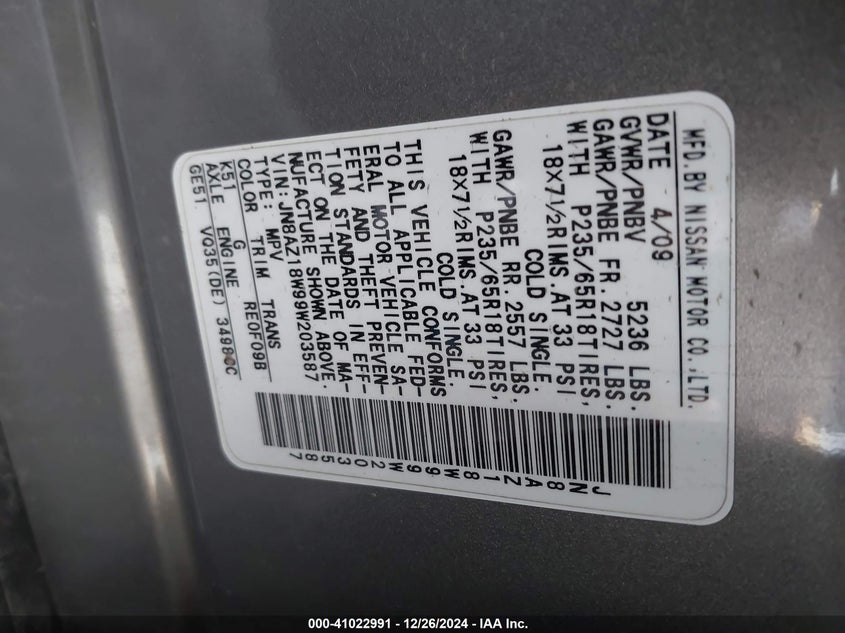 MFD.BY NISSAN MOTOR CO.,LTD.
DATE 4/09
GVWR/PNBV 5236 LBS.
GAWR/PNBE FR. 2727 LBS.
WITH P235/65R18TIRES,
18X7½RIMS.AT 33 PSI
COLD SINGLE.
GAWR/PNBE RR. 2557 LBS.
WITH P235/65R18TIRES,
18X7½RIMS.AT 33 PSI
COLD SINGLE.
THIS VEHICLE CONFORMS
TO ALL APPLICABLE FED-
ERAL MOTOR VEHICLE SA-
FETY AND THEFT PREVEN-
TION STANDARDS IN EFF-
ECT ON THE DATE OF MA-
NUFACTURE SHOWN ABOVE.
VIN: JN8AZ18W99W203587
TYPE: MPV
COLOR TRIM TRANS
K51 G RE0F09B
AXLE ENGINE
GE51 VQ35(DE) 3498CC
JN8AZ18W99W203587
000-41022991 - 12/26/2024 - IAA Inc.